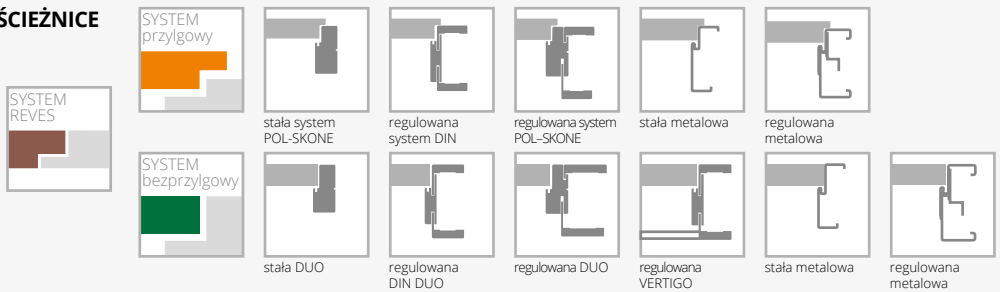 ŚCIEŻNICE
SYSTEM
przylgowy
stała system
POL-SKONE
regulowana
system DIN
regulowana system
POL–SKONE
stała metalowa
regulowana
metalowa
SYSTEM
REVES
SYSTEM
bezprzylgowy
stała DUO
regulowana
DIN DUO
regulowana DUO
regulowana
VERTIGO
stała metalowa
regulowana
metalowa